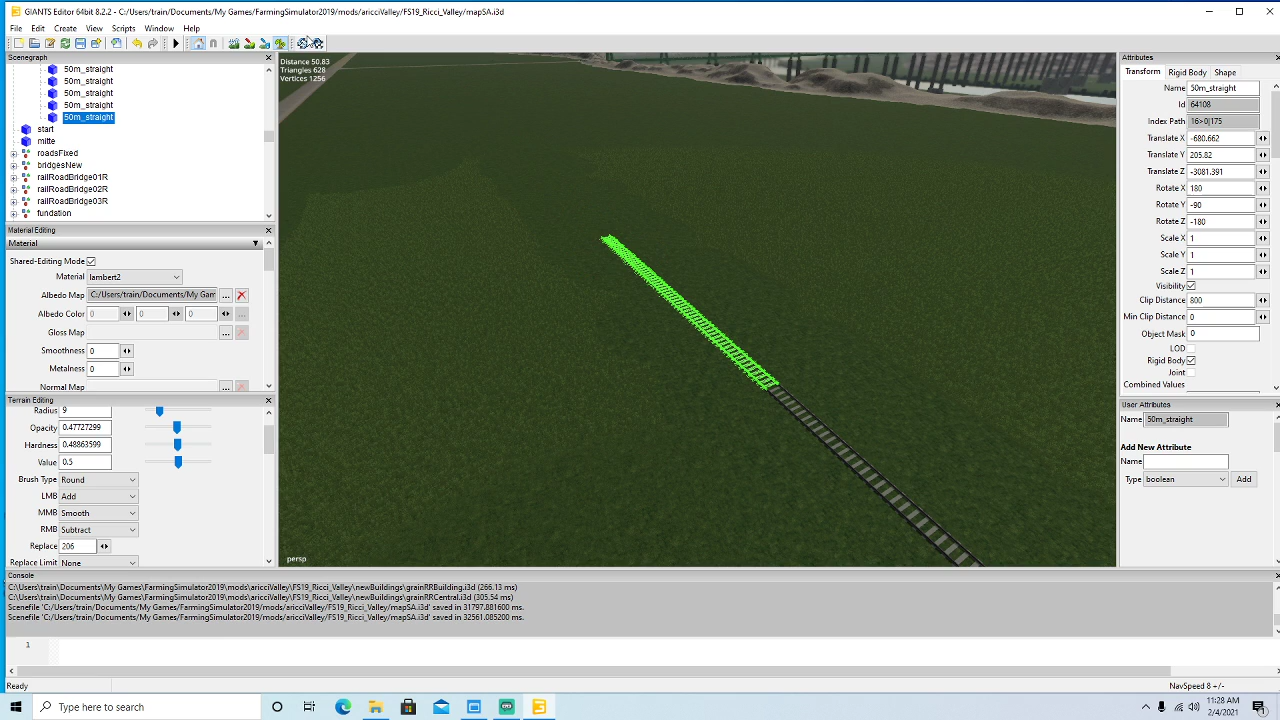 GIANTS Editor 64bit 8.2.2 - C:/Users/train/Documents/My Games/FarmingSimulator2019/mods/aricciValley/FS19_Ricci_Valley/mapSA.i3d
File Edit Create View Scripts Window Help
Scenegraph
50m_straight
50m_straight
50m_straight
50m_straight
50m_straight
start
mitte
roadsFixed
bridgesNew
railRoadBridge01R
railRoadBridge02R
railRoadBridge03R
fundation
Material Editing
Material
Shared-Editing Mode
Material lambert2
Albedo Map C:/Users/train/Documents/My Gam ...
Albedo Color 0 0 0 ...
Gloss Map ...
Smoothness 0
Metalness 0
Normal Map ...
Terrain Editing
Radius 9
Opacity 0.47727299
Hardness 0.48863599
Value 0.5
Brush Type Round
LMB Add
MMB Smooth
RMB Subtract
Replace 206
Replace Limit None
Distance 50.83
Triangles 628
Vertices 1256
persp
Attributes
Transform Rigid Body Shape
Name 50m_straight
Id 64108
Index Path 16>0|175
Translate X -680.662
Translate Y 205.82
Translate Z -3081.391
Rotate X 180
Rotate Y -90
Rotate Z -180
Scale X 1
Scale Y 1
Scale Z 1
Visibility
Clip Distance 800
Min Clip Distance 0
Object Mask 0
LOD
Rigid Body
Joint
Combined Values
User Attributes
Name 50m_straight
Add New Attribute
Name
Type boolean Add
Console
C:\Users\train\Documents\My Games\FarmingSimulator2019\mods\aricciValley\FS19_Ricci_Valley\newBuildings\grainRRBuilding.i3d (266.13 ms)
C:\Users\train\Documents\My Games\FarmingSimulator2019\mods\aricciValley\FS19_Ricci_Valley\newBuildings\grainRRCentral.i3d (305.54 ms)
Scenefile 'C:/Users/train/Documents/My Games/FarmingSimulator2019/mods/aricciValley/FS19_Ricci_Valley/mapSA.i3d' saved in 31797.881600 ms.
Scenefile 'C:/Users/train/Documents/My Games/FarmingSimulator2019/mods/aricciValley/FS19_Ricci_Valley/mapSA.i3d' saved in 32561.085200 ms.
1
Ready
NavSpeed 8 +/-
Type here to search
11:28 AM
2/4/2021